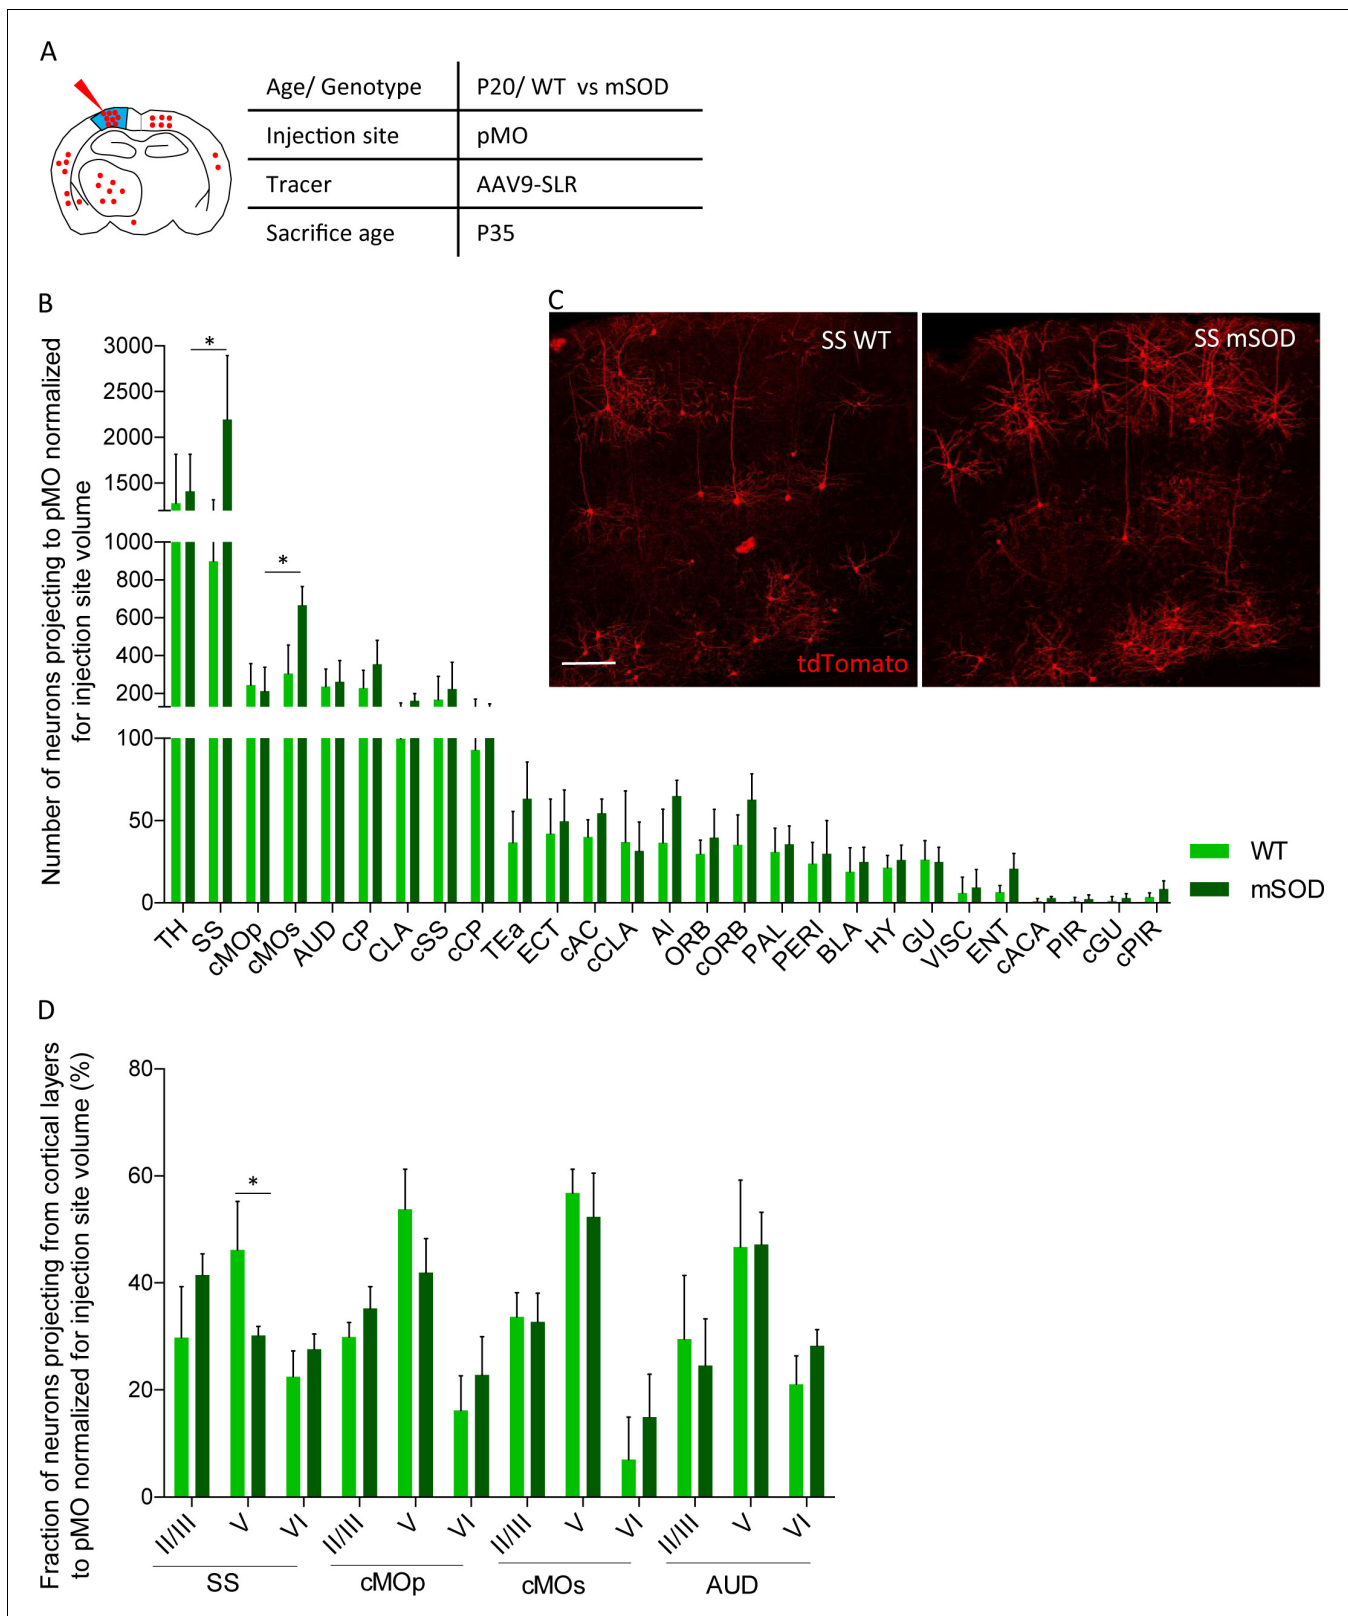 A
Age/ Genotype P20/ WT vs mSOD
Injection site pMO
Tracer AAV9-SLR
Sacrifice age P35
B
Number of neurons projecting to pMO normalized
for injection site volume
3000
2500
2000
1500
1000
800
600
400
200
100
50
0
*
*
TH SS cMOp cMOs AUD CP CLA cSS cCP TEa ECT cAC cCLA AI ORB cORB PAL PERI BLA HY GU VISC ENT cACA PIR cGU cPIR
WT
mSOD
C
SS WT
SS mSOD
tdTomato
D
Fraction of neurons projecting from cortical layers
to pMO normalized for injection site volume (%)
80
60
40
20
0
*
II/III V VI II/III V VI II/III V VI II/III V VI
SS cMOp cMOs AUD